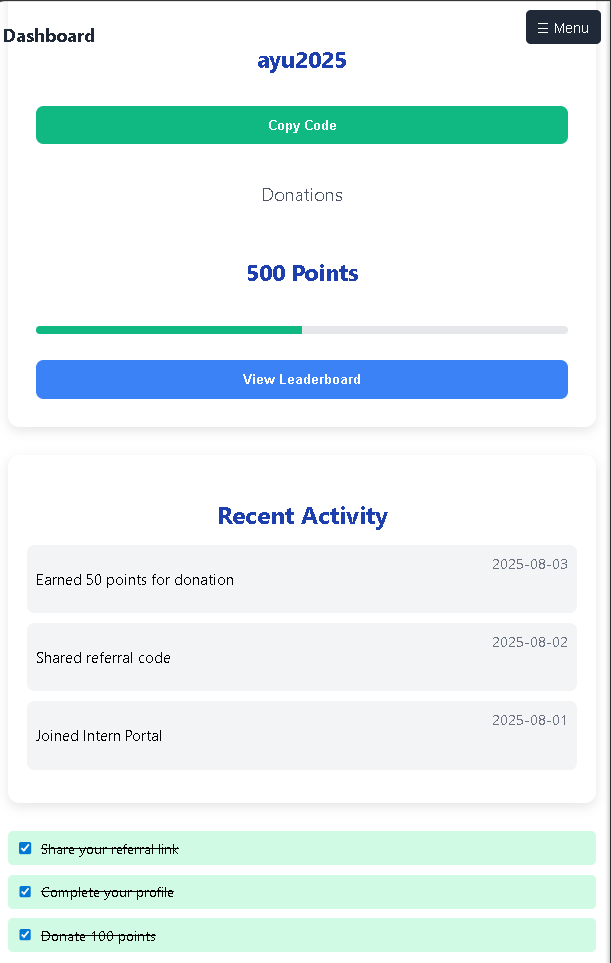 Dashboard
☰ Menu
ayu2025
Copy Code
Donations
500 Points
View Leaderboard
Recent Activity
2025-08-03
Earned 50 points for donation
2025-08-02
Shared referral code
2025-08-01
Joined Intern Portal
Share your referral link
Complete your profile
Donate 100 points